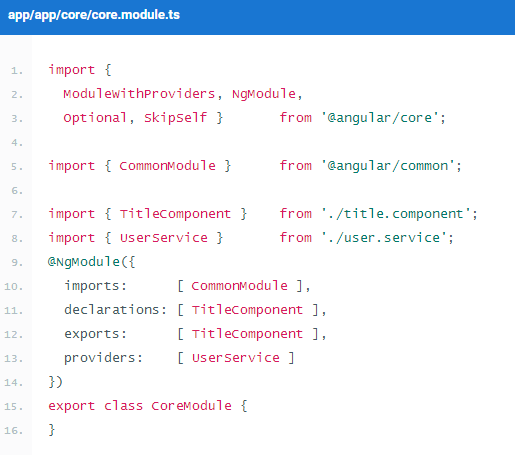 app/app/core/core.module.ts
1. import {
2.   ModuleWithProviders, NgModule,
3.   Optional, SkipSelf }       from '@angular/core';
4.
5. import { CommonModule }      from '@angular/common';
6.
7. import { TitleComponent }    from './title.component';
8. import { UserService }       from './user.service';
9. @NgModule({
10.   imports:      [ CommonModule ],
11.   declarations: [ TitleComponent ],
12.   exports:      [ TitleComponent ],
13.   providers:    [ UserService ]
14. })
15. export class CoreModule {
16. }